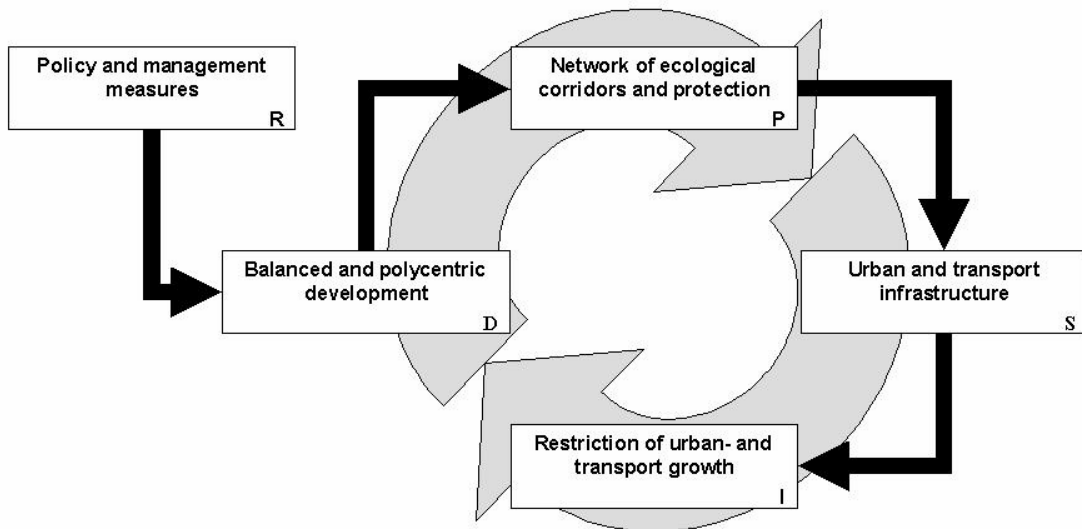 Policy and management
measures
R
Network of ecological
corridors and protection
P
Balanced and polycentric
development
D
Urban and transport
infrastructure
S
Restriction of urban- and
transport growth
I